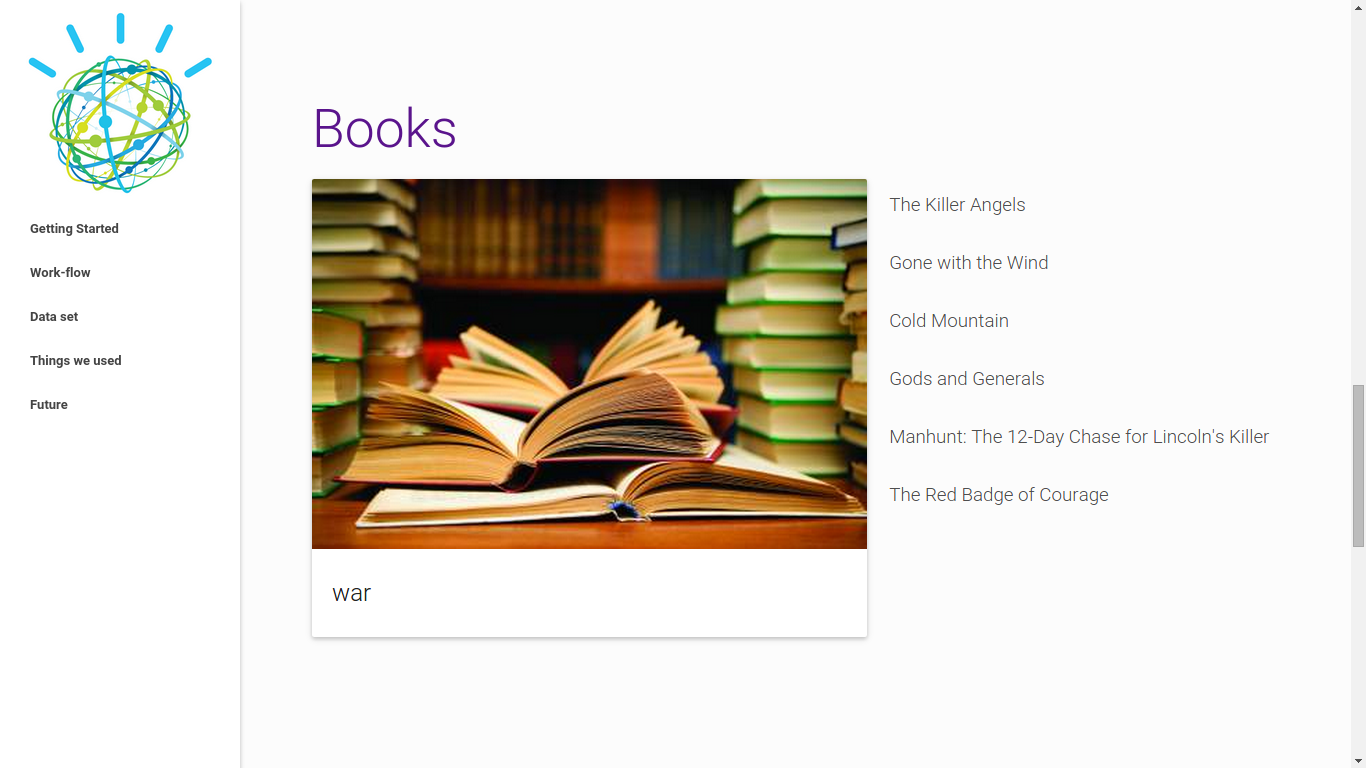 Getting Started
Work-flow
Data set
Things we used
Future
Books
The Killer Angels
Gone with the Wind
Cold Mountain
Gods and Generals
Manhunt: The 12-Day Chase for Lincoln's Killer
The Red Badge of Courage
war